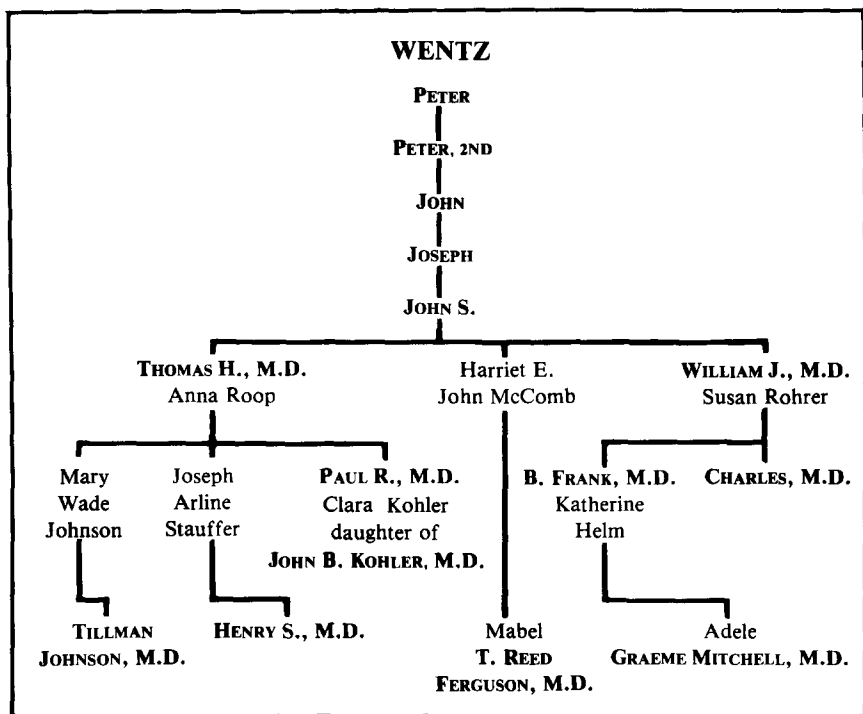 WENTZ
PETER
PETER, 2ND
JOHN
JOSEPH
JOHN S.
THOMAS H., M.D.
Anna Roop
Harriet E.
John McComb
WILLIAM J., M.D.
Susan Rohrer
Mary
Wade
Johnson
Joseph
Arline
Stauffer
PAUL R., M.D.
Clara Kohler
daughter of
JOHN B. KOHLER, M.D.
B. FRANK, M.D.
Katherine
Helm
CHARLES, M.D.
TILLMAN
JOHNSON, M.D.
HENRY S., M.D.
Mabel
T. REED
FERGUSON, M.D.
Adele
GRAEME MITCHELL, M.D.